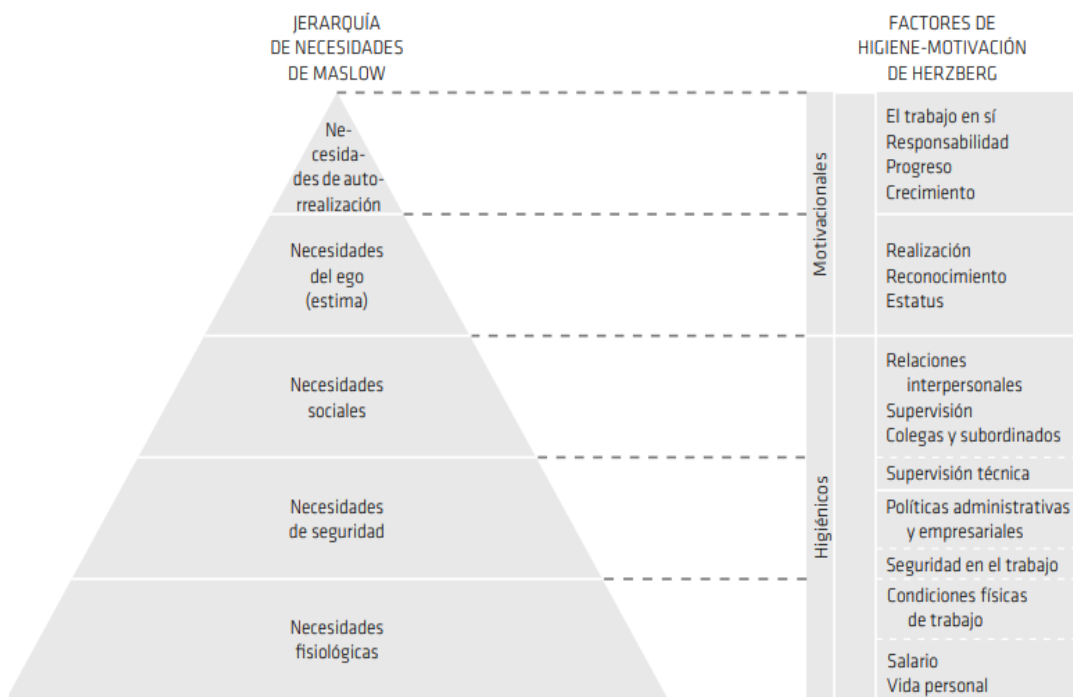 JERARQUÍA
DE NECESIDADES
DE MASLOW
FACTORES DE
HIGIENE-MOTIVACIÓN
DE HERZBERG
Ne-
cesida-
des de auto-
rrealización
Necesidades
del ego
(estima)
Necesidades
sociales
Necesidades
de seguridad
Necesidades
fisiológicas
Motivacionales
Higiénicos
El trabajo en sí
Responsabilidad
Progreso
Crecimiento
Realización
Reconocimiento
Estatus
Relaciones
interpersonales
Supervisión
Colegas y subordinados
Supervisión técnica
Políticas administrativas
y empresariales
Seguridad en el trabajo
Condiciones físicas
de trabajo
Salario
Vida personal